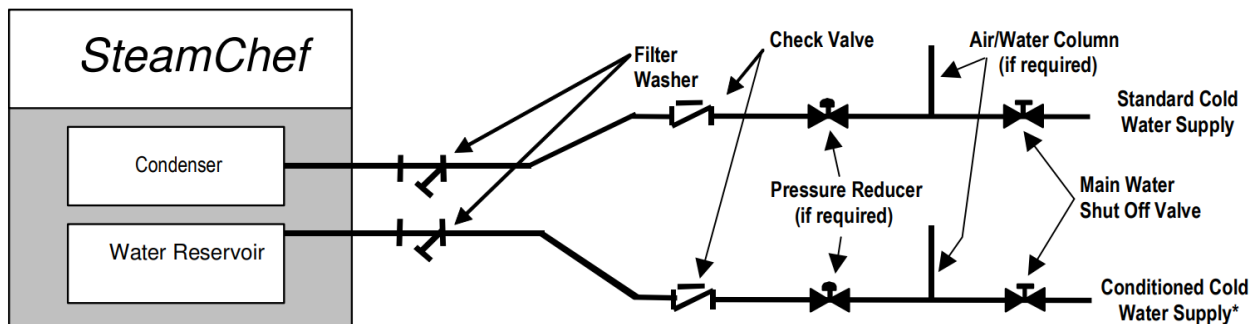 SteamChef
Condenser
Water Reservoir
Filter
Washer
Check Valve
Air/Water Column
(if required)
Standard Cold
Water Supply
Pressure Reducer
(if required)
Main Water
Shut Off Valve
Conditioned Cold
Water Supply*